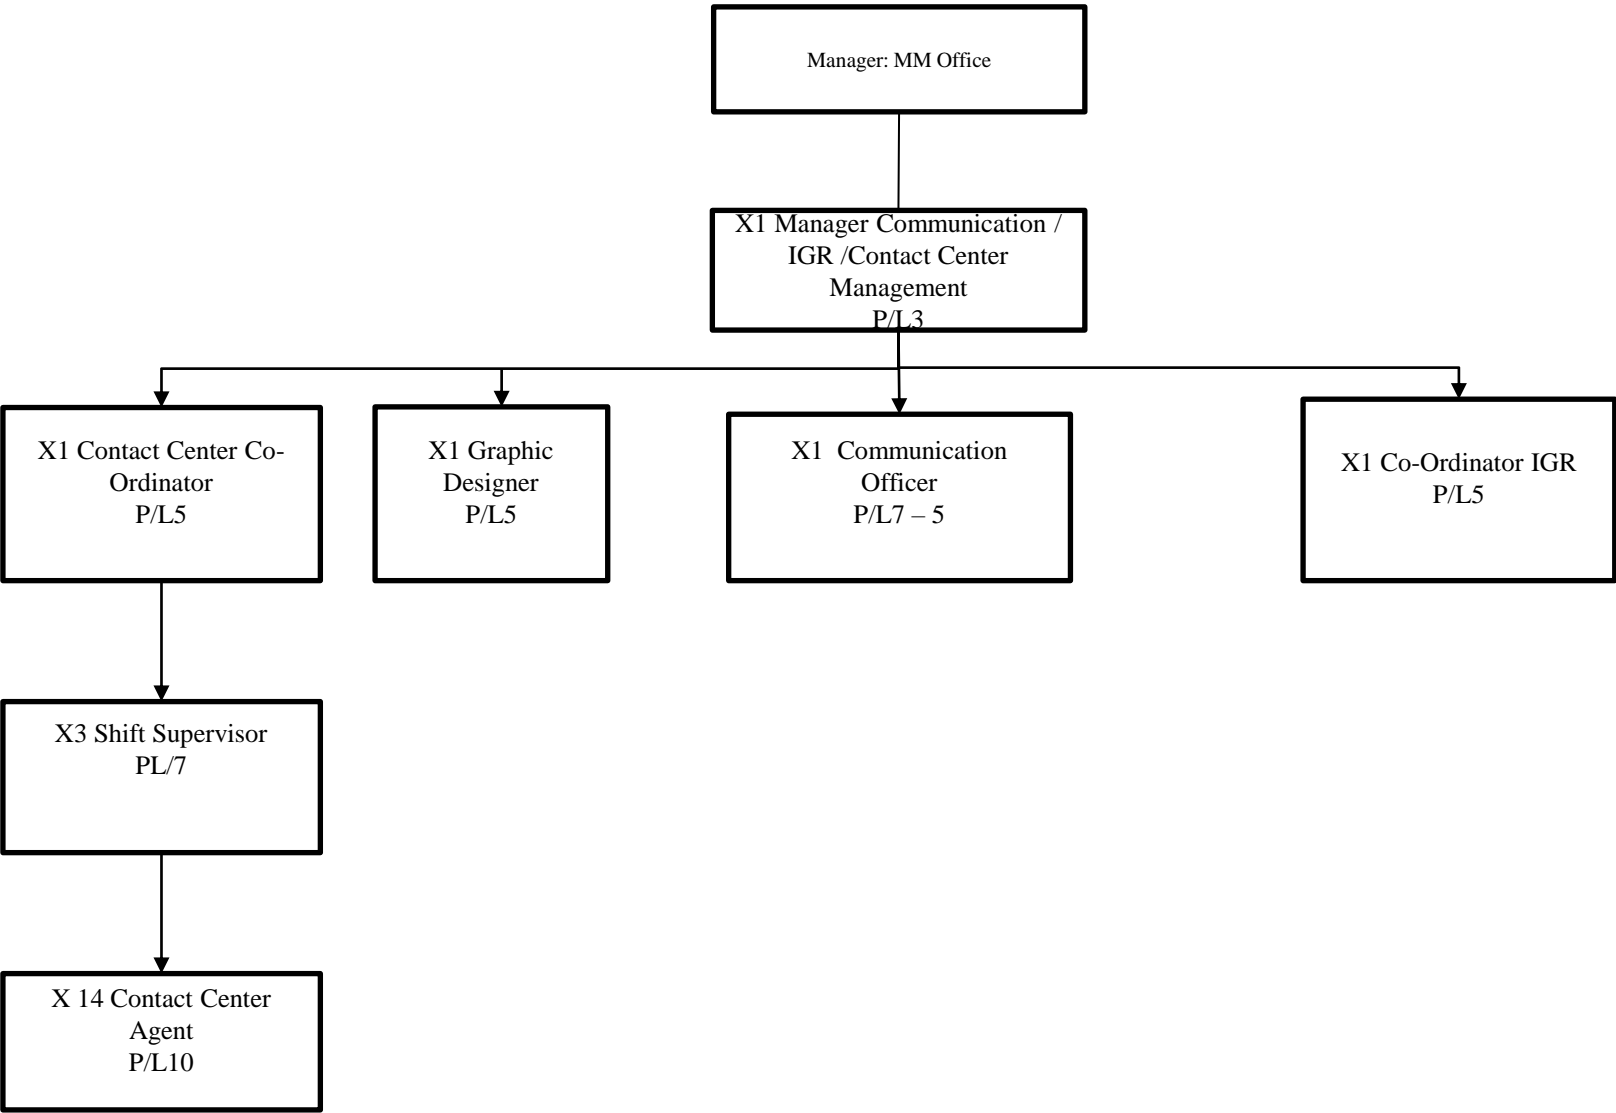 Manager: MM Office
X1 Manager Communication /
IGR /Contact Center
Management
P/L3
X1 Contact Center Co-
Ordinator
P/L5
X1 Graphic
Designer
P/L5
X1  Communication
Officer
P/L7 – 5
X1 Co-Ordinator IGR
P/L5
X3 Shift Supervisor
PL/7
X 14 Contact Center
Agent
P/L10